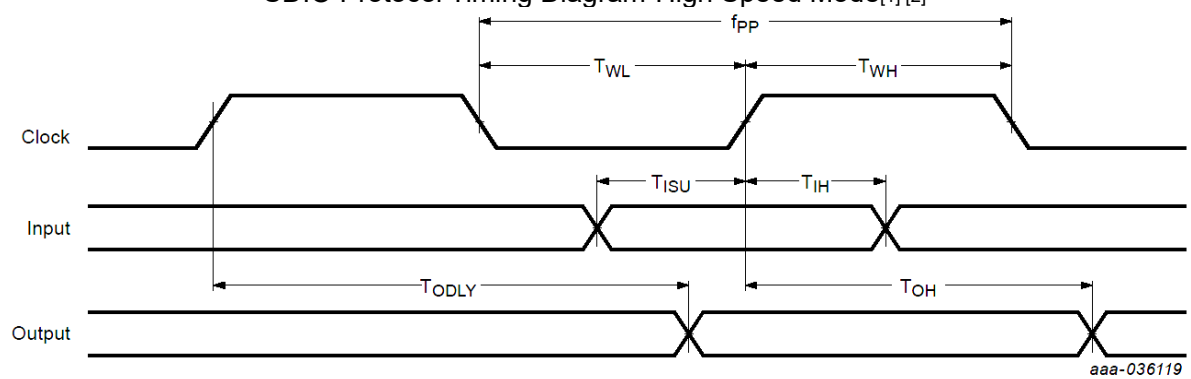 SDIO Protocol Timing Diagram-High Speed Mode[1] [2]
fPP
TWL
TWH
Clock
TISU
TIH
Input
TODLY
TOH
Output
aaa-036119